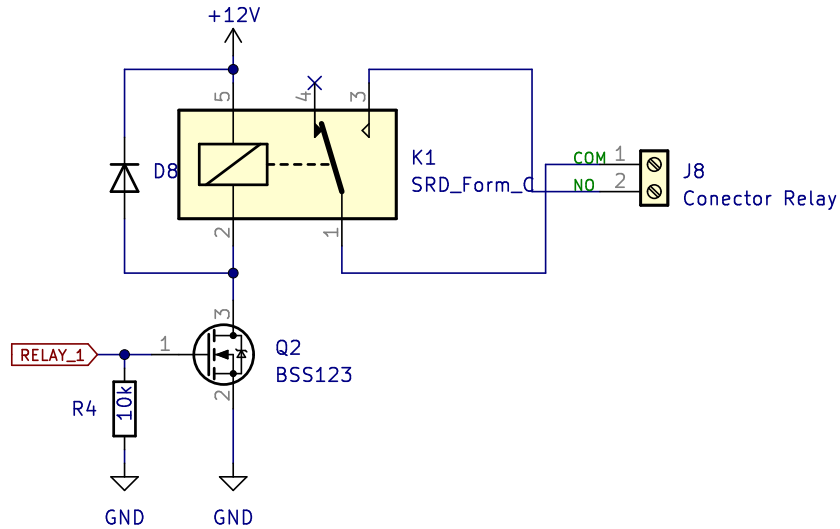 +12V
5
4
3
D8
K1
SRD_Form_C
COM
1
NO
2
J8
Conector Relay
2
1
3
RELAY_1
1
Q2
BSS123
2
R4
10k
GND
GND